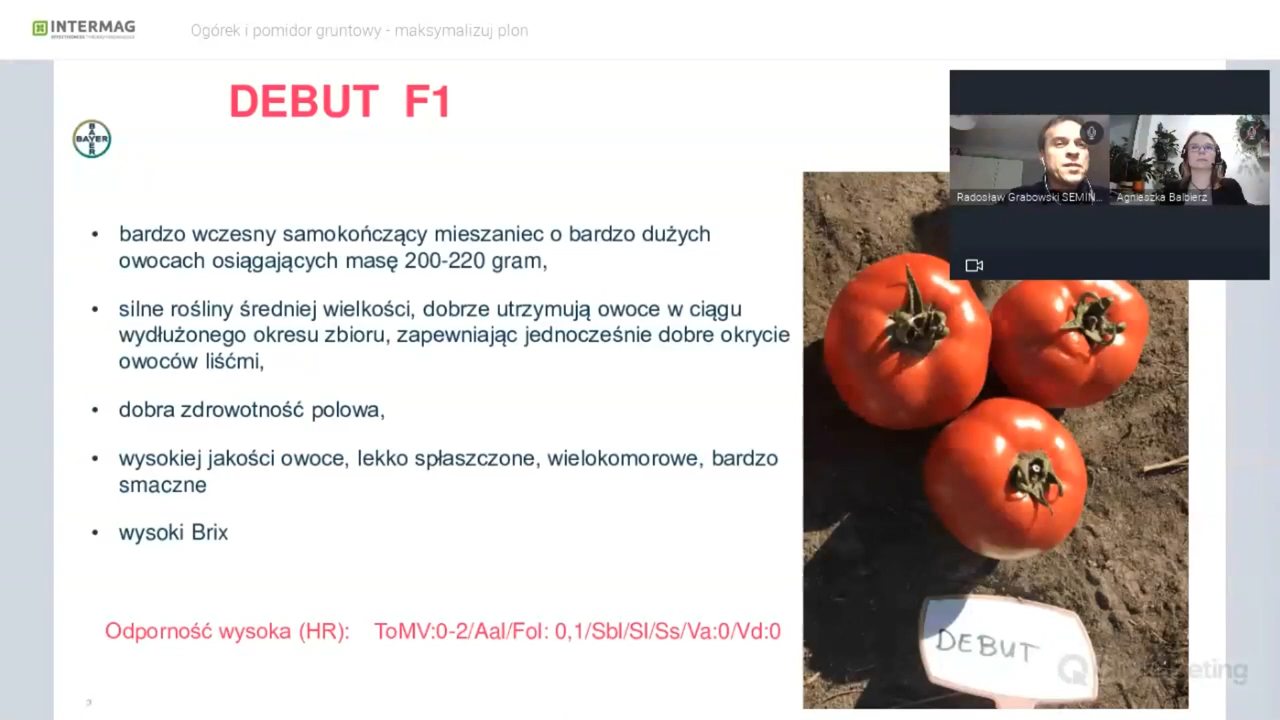 INTERMAG
Ogórek i pomidor gruntowy - maksymalizuj plon
DEBUT F1
BAYER
BAYER
Radosław Grabowski SEMIN...
Agnieszka Balbierz
• bardzo wczesny samokończący mieszaniec o bardzo dużych
owocach osiągających masę 200-220 gram,
• silne rośliny średniej wielkości, dobrze utrzymują owoce w ciągu
wydłużonego okresu zbioru, zapewniając jednocześnie dobre okrycie
owoców liśćmi,
• dobra zdrowotność polowa,
• wysokiej jakości owoce, lekko spłaszczone, wielokomorowe, bardzo
smaczne
• wysoki Brix
Odporność wysoka (HR): ToMV:0-2/Aal/Fol: 0,1/Sbl/Sl/Ss/Va:0/Vd:0
DEBUT